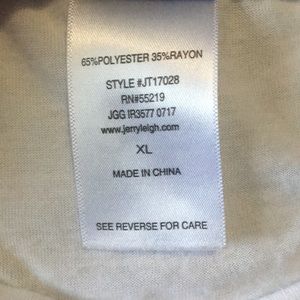 65%POLYESTER 35%RAYON
STYLE #JT17028
RN#55219
JGG IR3577 0717
www.jerryleigh.com
XL
MADE IN CHINA
SEE REVERSE FOR CARE